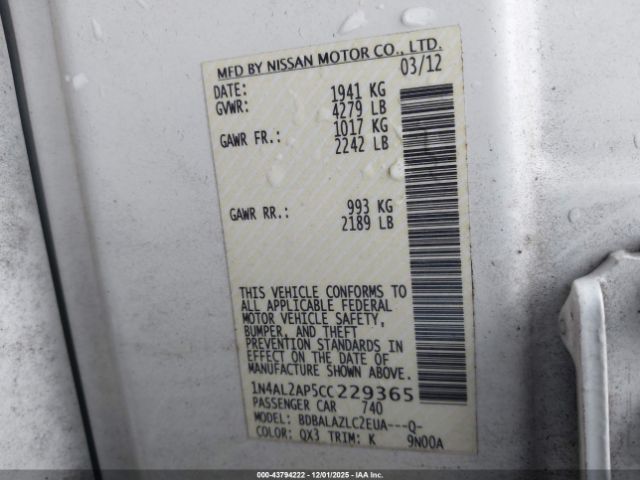 MFD BY NISSAN MOTOR CO., LTD.
DATE: 03/12
GVWR: 1941 KG
4279 LB
GAWR FR.: 1017 KG
2242 LB
GAWR RR.: 993 KG
2189 LB
THIS VEHICLE CONFORMS TO
ALL APPLICABLE FEDERAL
MOTOR VEHICLE SAFETY,
BUMPER, AND THEFT
PREVENTION STANDARDS IN
EFFECT ON THE DATE OF
MANUFACTURE SHOWN ABOVE.
1N4AL2AP5CC229365
PASSENGER CAR 740
MODEL: BDBALAZLC2EUA---Q-
COLOR: QX3 TRIM: K 9N00A
000-43794222 - 12/01/2025 - IAA Inc.